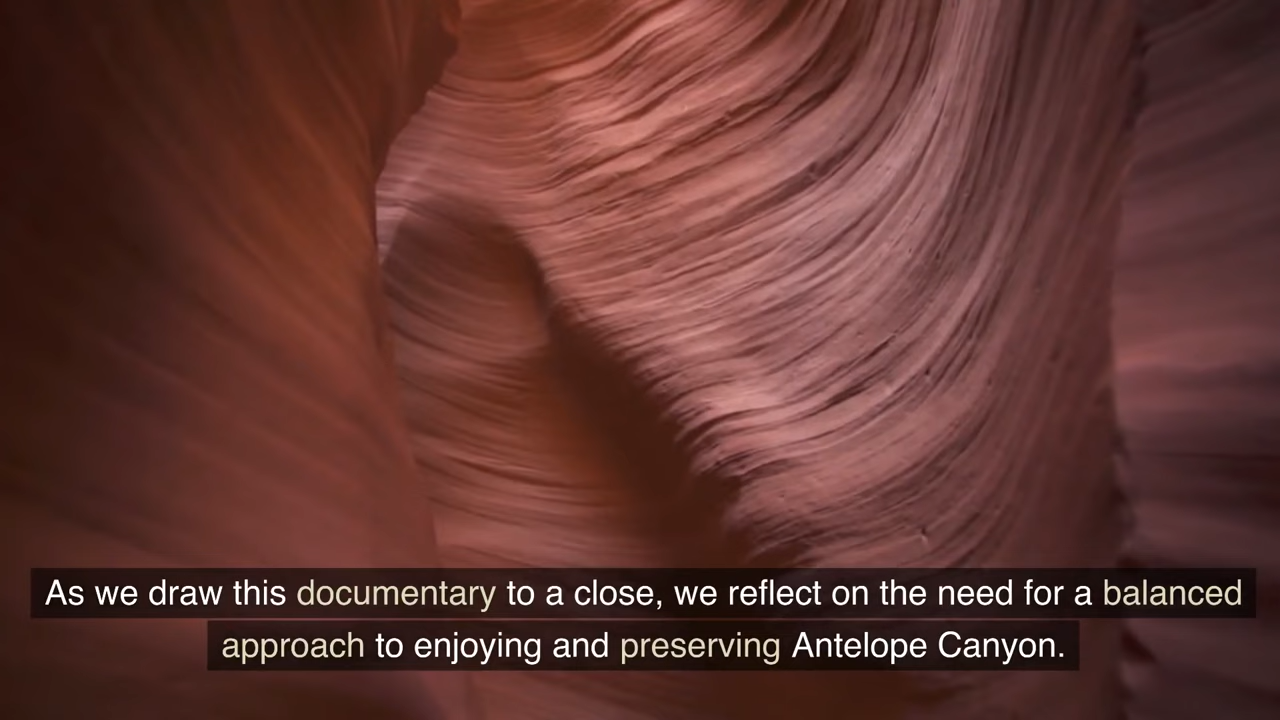 As we draw this documentary to a close, we reflect on the need for a balanced
approach to enjoying and preserving Antelope Canyon.